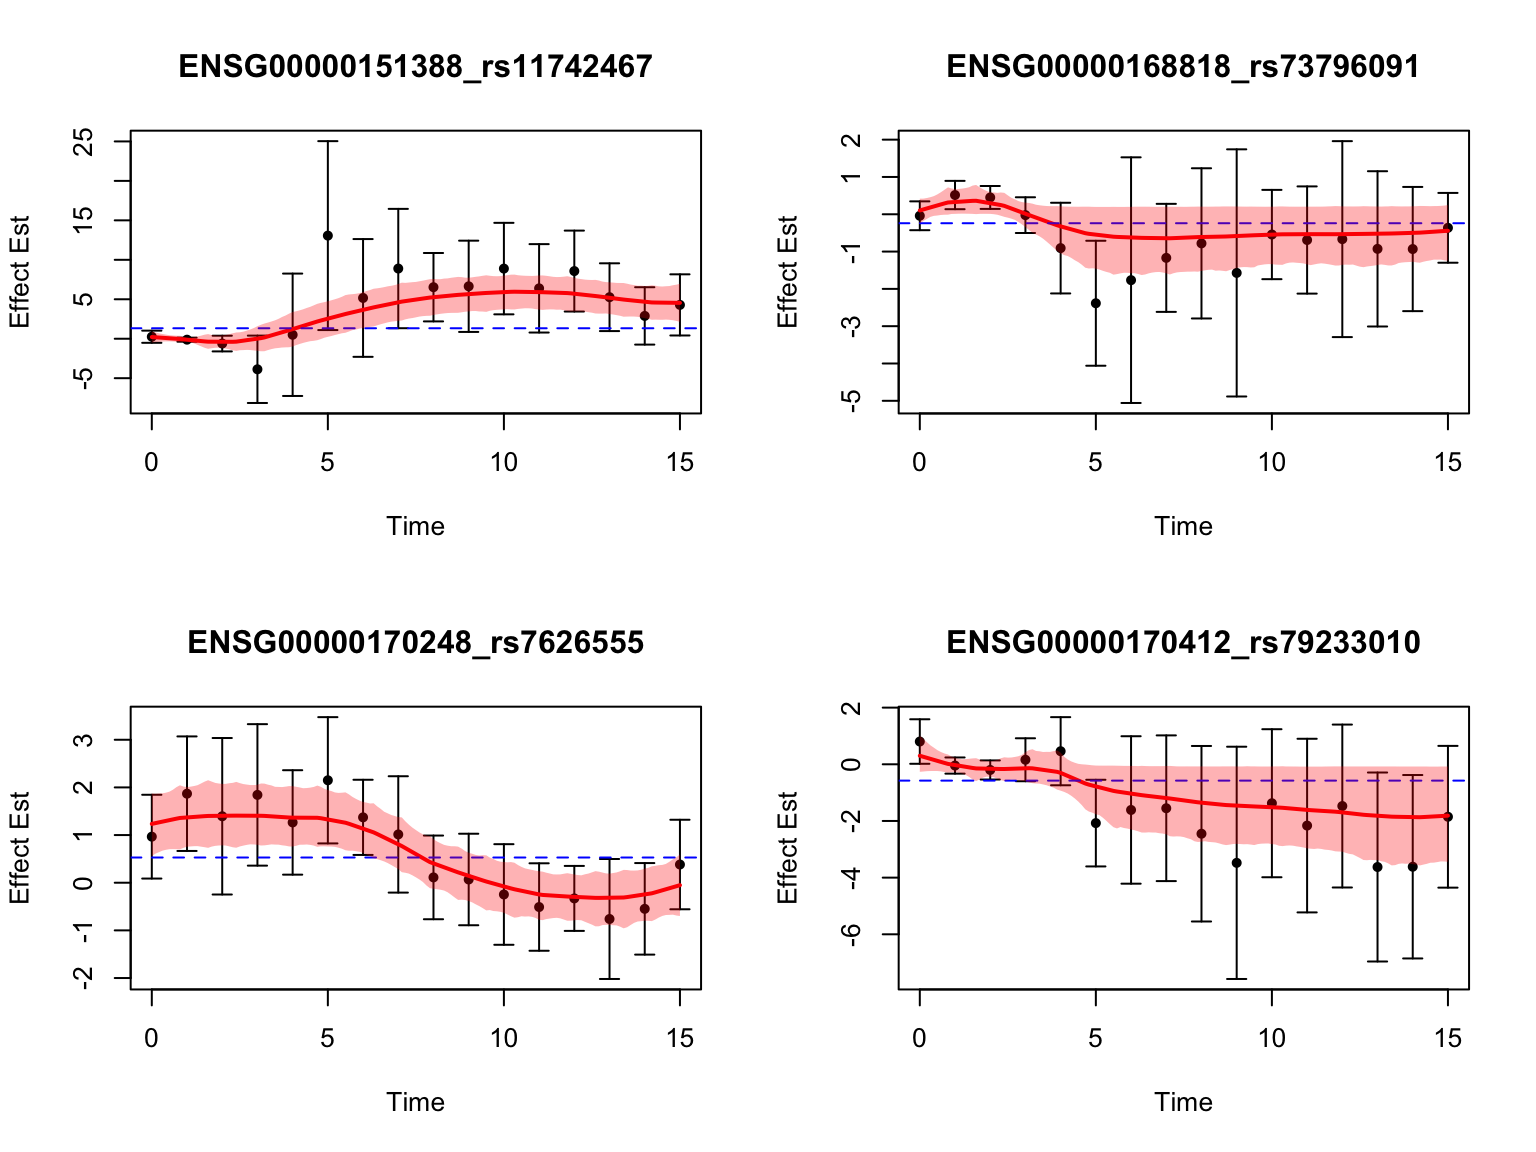 ENSG00000151388_rs11742467
Effect Est
25
15
5
-5
0 5 10 15
Time
ENSG00000168818_rs73796091
Effect Est
2
1
-1
-3
-5
0 5 10 15
Time
ENSG00000170248_rs7626555
Effect Est
3
2
1
0
-1
-2
0 5 10 15
Time
ENSG00000170412_rs79233010
Effect Est
2
0
-2
-4
-6
0 5 10 15
Time